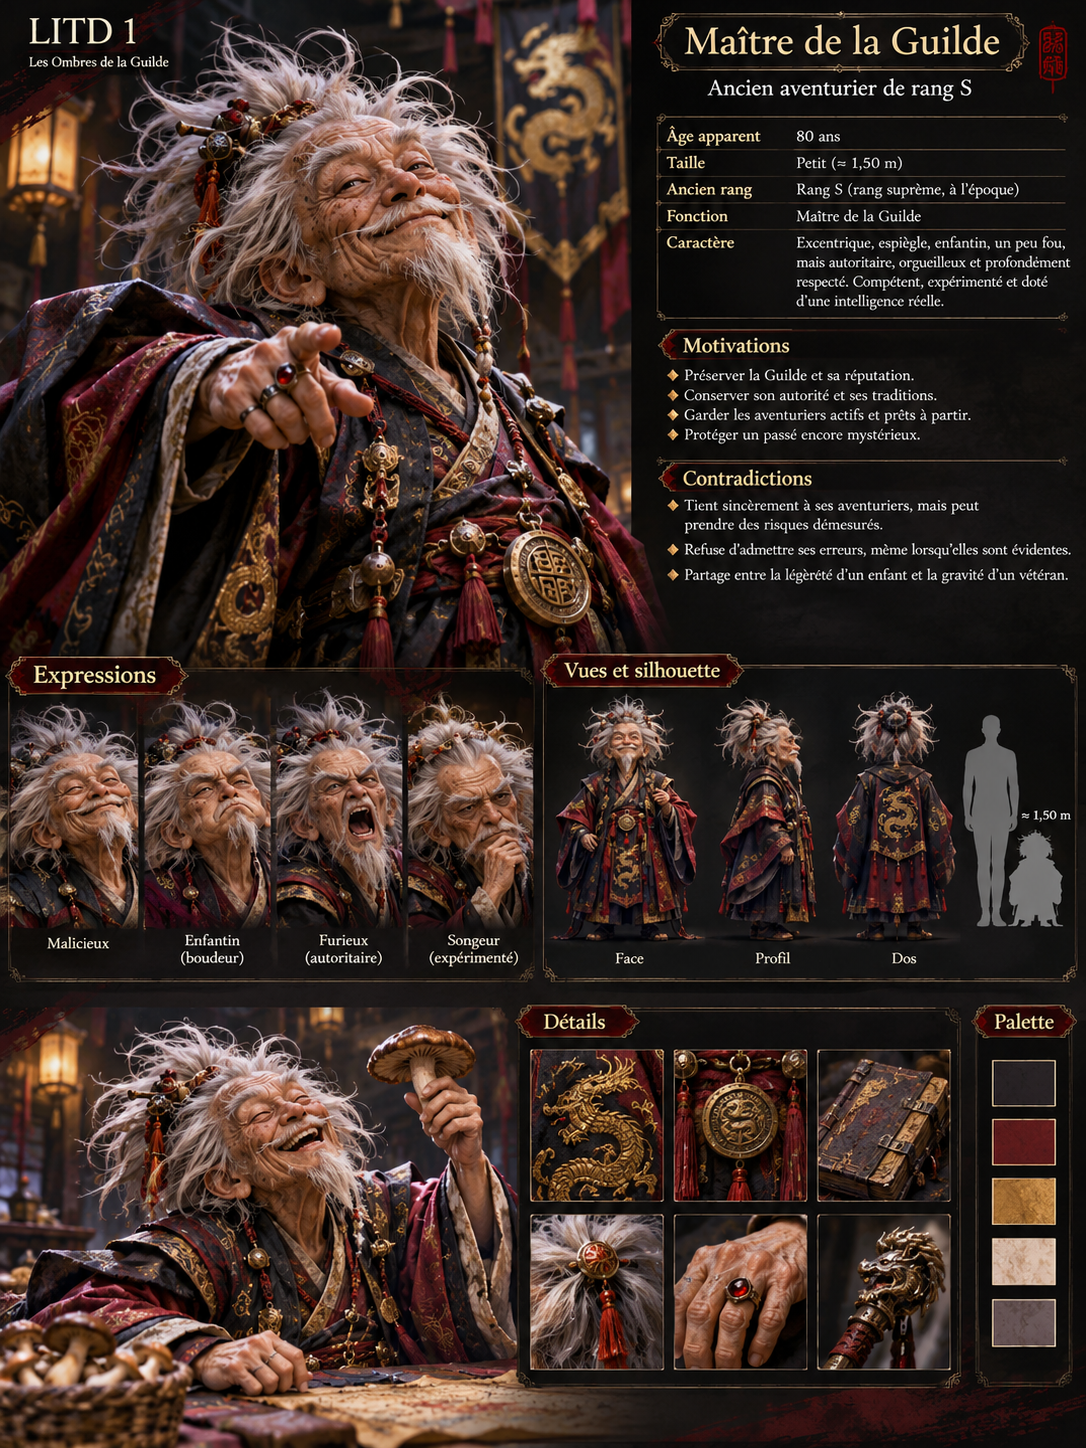 LITD 1
Les Ombres de la Guilde
Maître de la Guilde
Ancien aventurier de rang S
Âge apparent 80 ans
Taille Petit (≈ 1,50 m)
Ancien rang Rang S (rang suprême, à l'époque)
Fonction Maître de la Guilde
Caractère Excentrique, espiègle, enfantin, un peu fou,
mais autoritaire, orgueilleux et profondément
respecté. Compétent, expérimenté et doté
d'une intelligence réelle.
Motivations
Préserver la Guilde et sa réputation.
Conserver son autorité et ses traditions.
Garder les aventuriers actifs et prêts à partir.
Protéger un passé encore mystérieux.
Contradictions
Tient sincèrement à ses aventuriers, mais peut
prendre des risques démesurés.
Refuse d'admettre ses erreurs, mème lorsqu'elles sont évidentes.
Partage entre la légèrété d'un enfant et la gravité d'un vétéran.
Expressions
Malicieux
Enfantin
(boudeur)
Furieux
(autoritaire)
Songeur
(expérimenté)
Vues et silhouette
≈ 1,50 m
Face
Profil
Dos
Détails
Palette